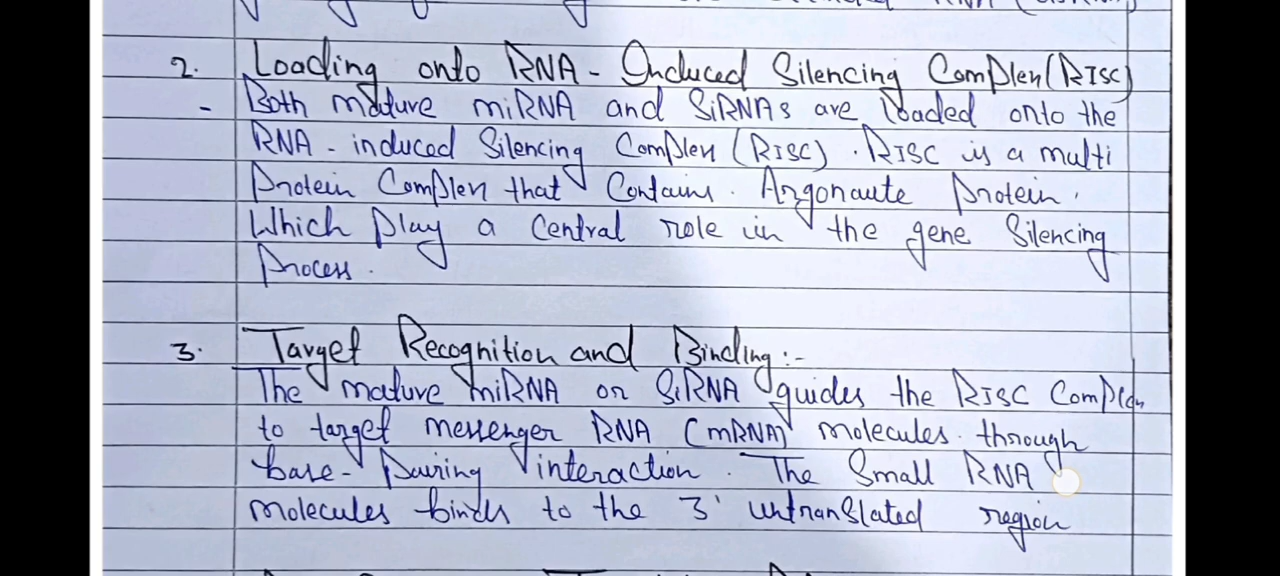 2. Loading onto RNA- Induced Silencing Complex (RISC)
- Both mature miRNA and SiRNAs are loaded onto the
RNA- induced Silencing Complex (RISC). RISC is a multi
Protein Complex that Contains Argonaute protein.
Which play a Central role in the gene Silencing
Process.
3. Target Recognition and Binding:-
The mature miRNA or SiRNA guides the RISC Complex
to target messenger RNA (mRNA) molecules through
base- Pairing interaction. The Small RNA
molecules binds to the 3' untranslated region